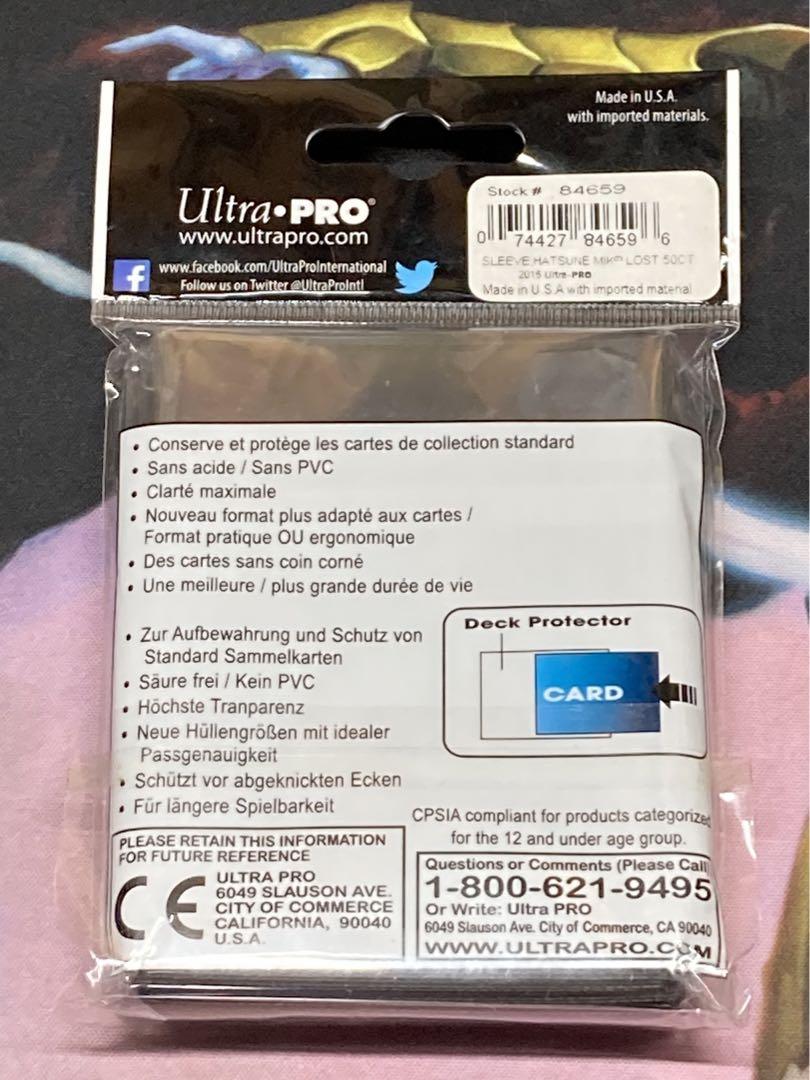 Made in U.S.A.
with imported materials.
Ultra•PRO®
www.ultrapro.com
www.facebook.com/UltraProInternational
Follow us on Twitter @UltraProIntl
Stock # 84659
0 74427 84659 6
SLEEVE HATSUNE MIKU LOST 50CT
2015 Ultra•PRO
Made in U.S.A with imported material
• Conserve et protège les cartes de collection standard
• Sans acide / Sans PVC
• Clarté maximale
• Nouveau format plus adapté aux cartes /
Format pratique OU ergonomique
• Des cartes sans coin corné
• Une meilleure / plus grande durée de vie
• Zur Aufbewahrung und Schutz von
Standard Sammelkarten
• Säure frei / Kein PVC
• Höchste Tranparenz
• Neue Hüllengrößen mit idealer
Passgenauigkeit
• Schützt vor abgeknickten Ecken
• Für längere Spielbarkeit
Deck Protector
CARD
CPSIA compliant for products categorized
for the 12 and under age group.
PLEASE RETAIN THIS INFORMATION
FOR FUTURE REFERENCE
CE
ULTRA PRO
6049 SLAUSON AVE.
CITY OF COMMERCE
CALIFORNIA, 90040
U.S.A.
Questions or Comments (Please Call)
1-800-621-9495
Or Write: Ultra PRO
6049 Slauson Ave. City of Commerce, CA 90040
WWW.ULTRAPRO.COM